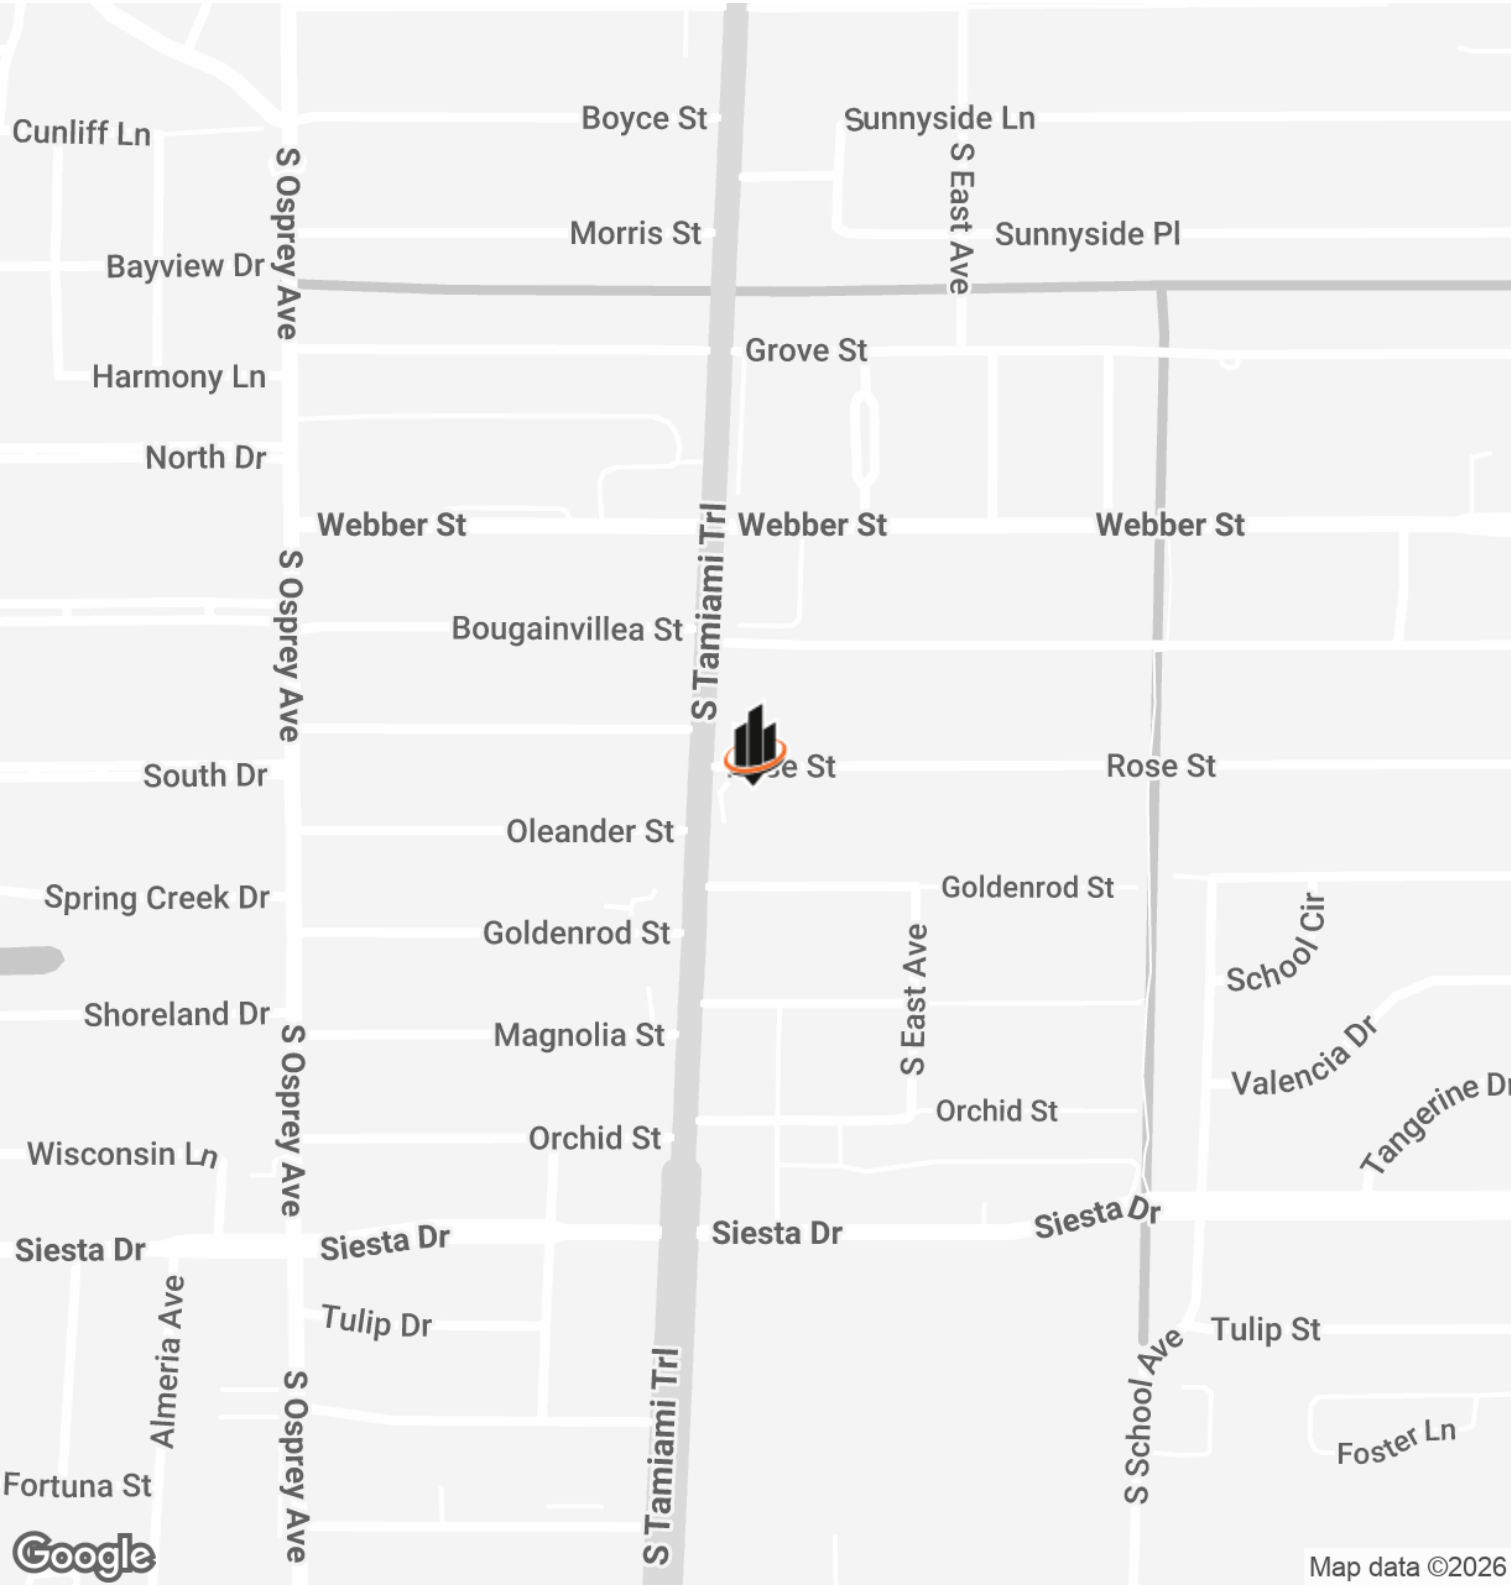 Boyce St
Sunnyside Ln
Cunliff Ln
S Osprey Ave
S East Ave
Morris St
Sunnyside Pl
Bayview Dr
Grove St
Harmony Ln
North Dr
Webber St
Webber St
Webber St
S Tamiami Trl
S Osprey Ave
Bougainvillea St
St
Rose St
South Dr
Oleander St
Goldenrod St
Spring Creek Dr
School Cir
Goldenrod St
S East Ave
Shoreland Dr
Magnolia St
S Osprey Ave
Valencia Dr
Tangerine Dr
Orchid St
Orchid St
Wisconsin Ln
Siesta Dr
Siesta Dr
Siesta Dr
Siesta Dr
Almeria Ave
Tulip Dr
Tulip St
S Tamiami Trl
S School Ave
S Osprey Ave
Foster Ln
Fortuna St
Google
Map data ©2026